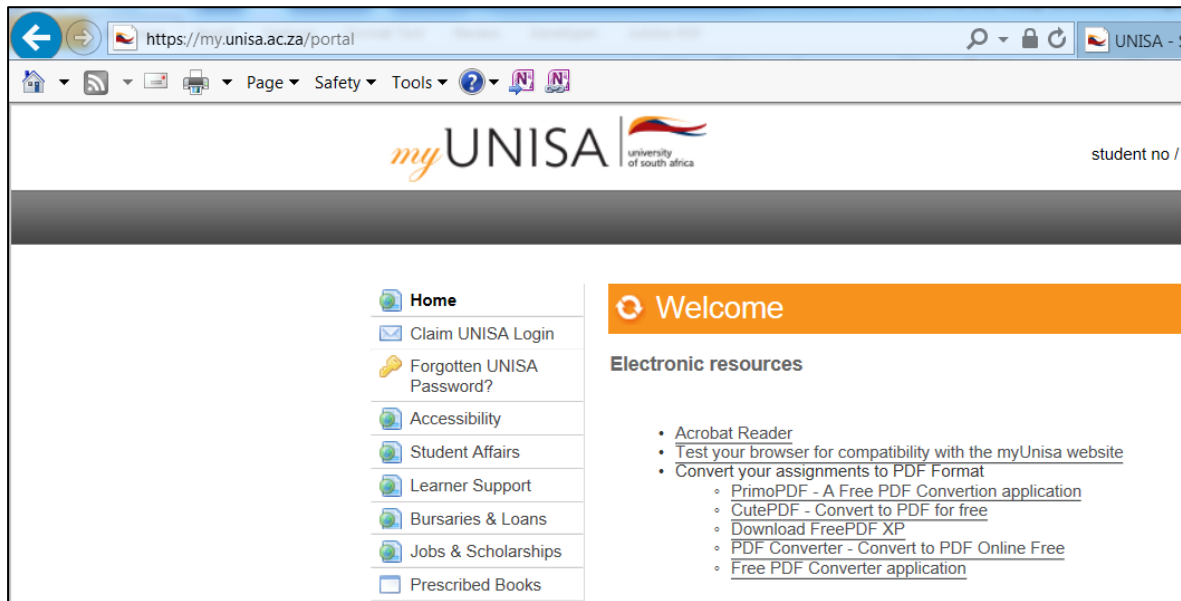 https://my.unisa.ac.za/portal
UNISA -
Page Safety Tools
my UNISA
university
of south africa
student no /
Home
Claim UNISA Login
Forgotten UNISA
Password?
Accessibility
Student Affairs
Learner Support
Bursaries & Loans
Jobs & Scholarships
Prescribed Books
Welcome
Electronic resources
• Acrobat Reader
• Test your browser for compatibility with the myUnisa website
• Convert your assignments to PDF Format
◦ PrimoPDF - A Free PDF Convertion application
◦ CutePDF - Convert to PDF for free
◦ Download FreePDF XP
◦ PDF Converter - Convert to PDF Online Free
◦ Free PDF Converter application